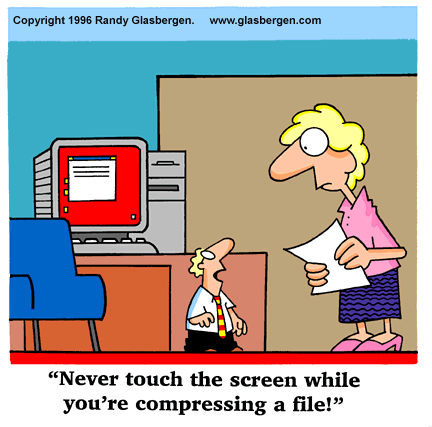 Copyright 1996 Randy Glasbergen. www.glasbergen.com
“Never touch the screen while
you’re compressing a file!”